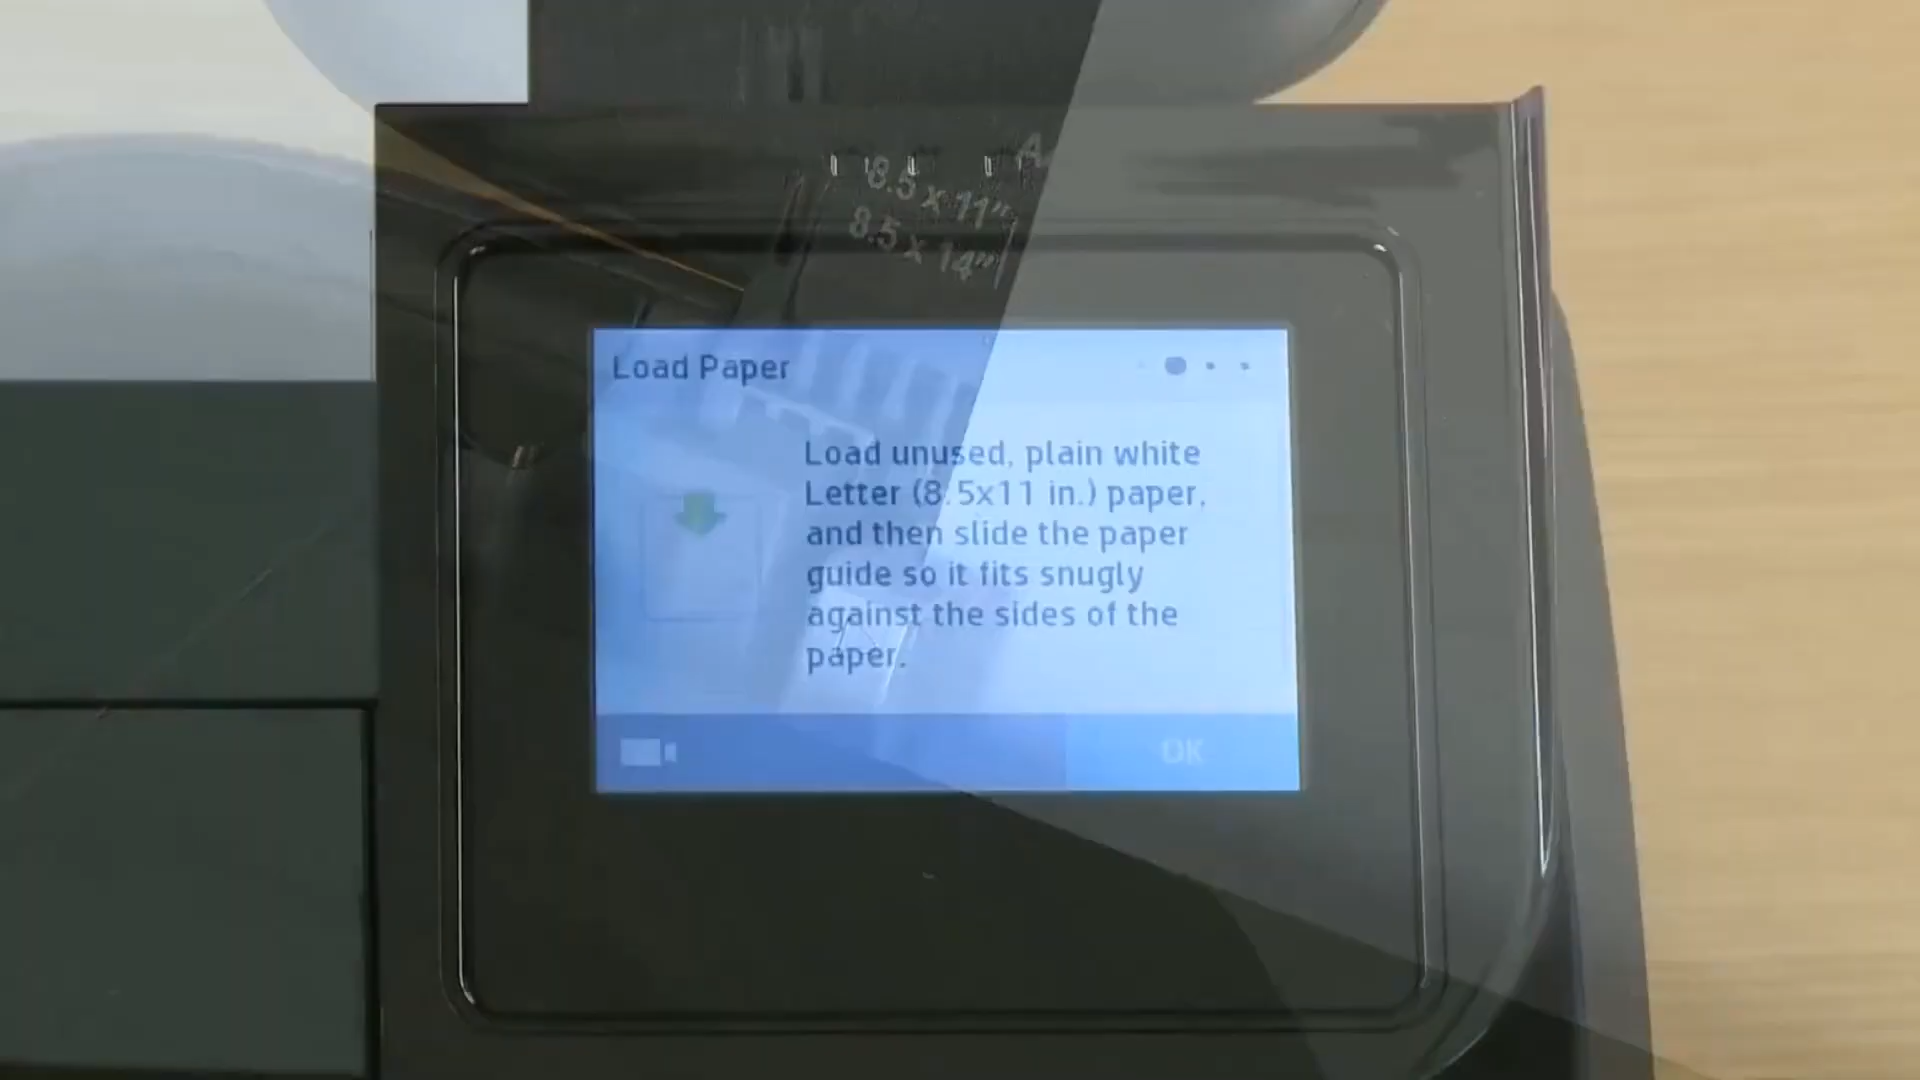 A
8.5 x 11"
8.5 x 14"
Load Paper
Load unused, plain white
Letter (8.5x11 in.) paper,
and then slide the paper
guide so it fits snugly
against the sides of the
paper.
OK